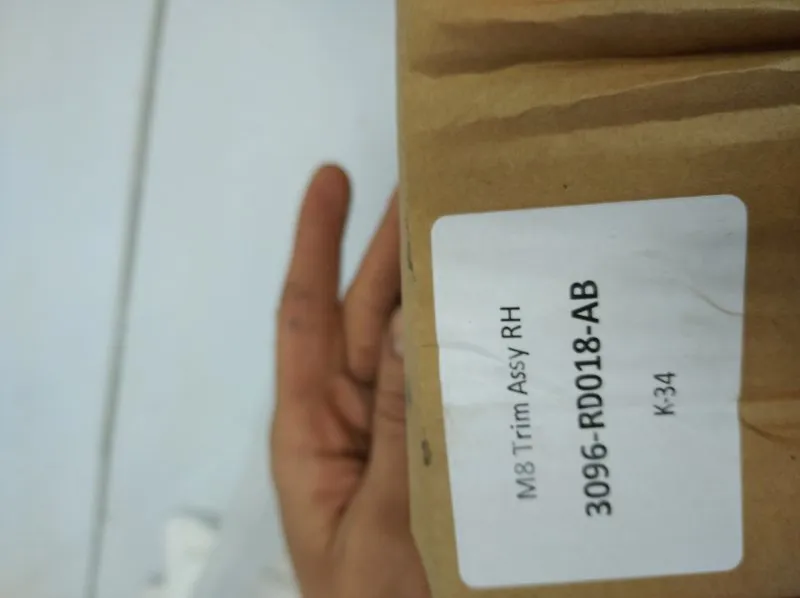 M8 Trim Assy RH
3096-RD018-AB
K-34